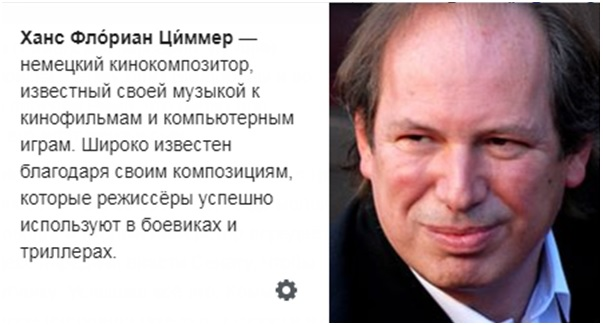 Ханс Фло́риан Ци́ммер —
немецкий кинокомпозитор,
известный своей музыкой к
кинофильмам и компьютерным
играм. Широко известен
благодаря своим композициям,
которые режиссёры успешно
используют в боевиках и
триллерах.